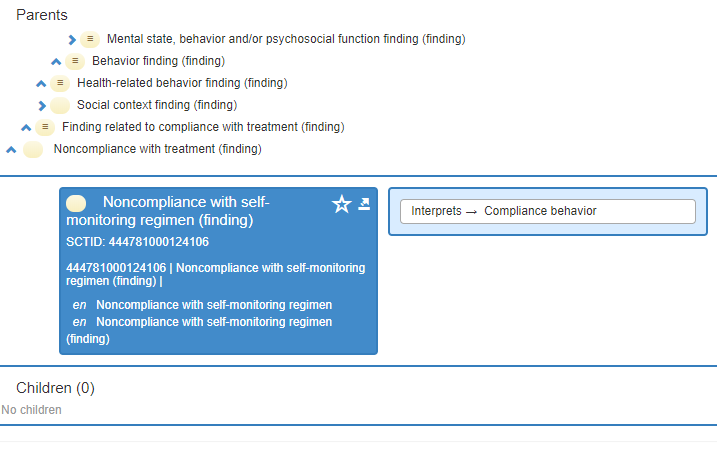 Parents
Mental state, behavior and/or psychosocial function finding (finding)
Behavior finding (finding)
Health-related behavior finding (finding)
Social context finding (finding)
Finding related to compliance with treatment (finding)
Noncompliance with treatment (finding)
Noncompliance with self-
monitoring regimen (finding)
SCTID: 444781000124106
444781000124106 | Noncompliance with self-monitoring
regimen (finding) |
en Noncompliance with self-monitoring regimen
en Noncompliance with self-monitoring regimen
(finding)
Interprets → Compliance behavior
Children (0)
No children